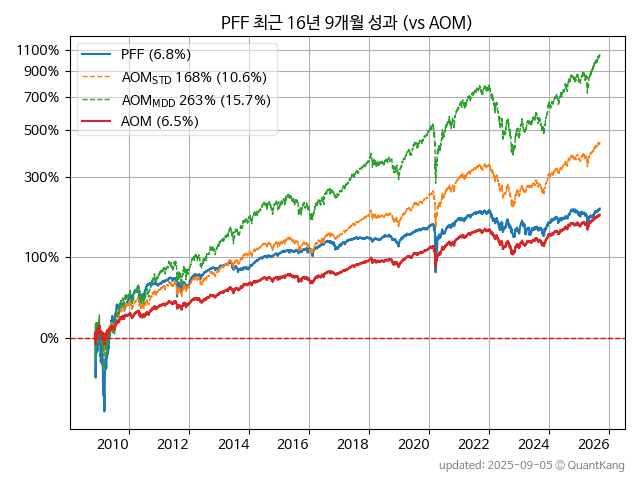 PFF 최근 16년 9개월 성과 (vs AOM)
PFF (6.8%)
AOM_STD 168% (10.6%)
AOM_MDD 263% (15.7%)
AOM (6.5%)
1100%
900%
700%
500%
300%
100%
0%
2010 2012 2014 2016 2018 2020 2022 2024 2026
updated: 2025-09-05 © QuantKang